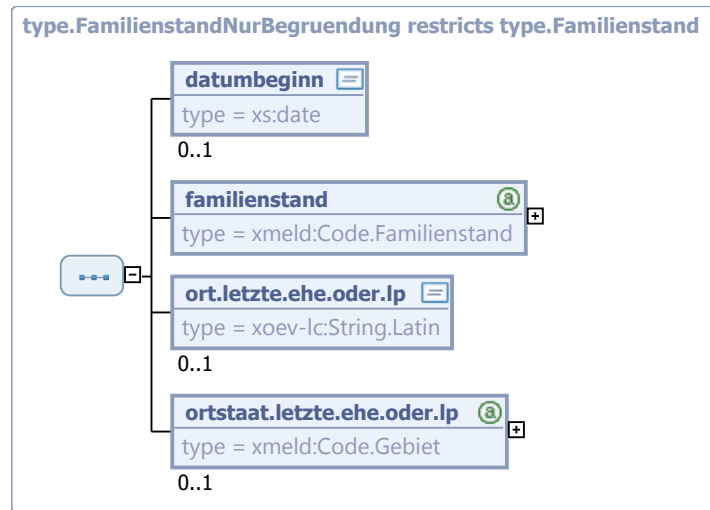 type.FamilienstandNurBegruendung restricts type.Familienstand
datumbeginn
type = xs:date
0..1
familienstand
type = xmeld:Code.Familienstand
ort.letzte.ehe.oder.lp
type = xoev-lc:String.Latin
0..1
ortstaat.letzte.ehe.oder.lp
type = xmeld:Code.Gebiet
0..1